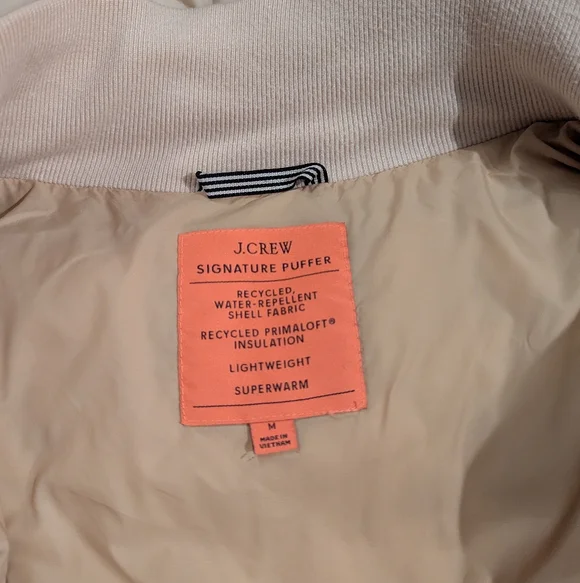 J.CREW
SIGNATURE PUFFER
RECYCLED,
WATER-REPELLENT
SHELL FABRIC
RECYCLED PRIMALOFT®
INSULATION
LIGHTWEIGHT
SUPERWARM
M
MADE IN
VIETNAM